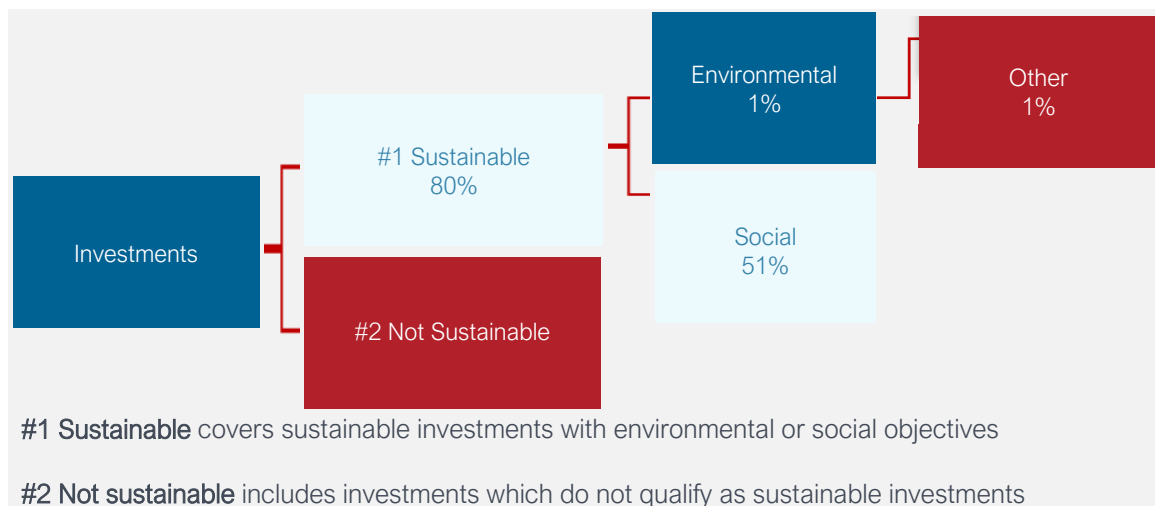 Environmental
1%
Other
1%
#1 Sustainable
80%
Social
51%
Investments
#2 Not Sustainable
#1 Sustainable covers sustainable investments with environmental or social objectives
#2 Not sustainable includes investments which do not qualify as sustainable investments